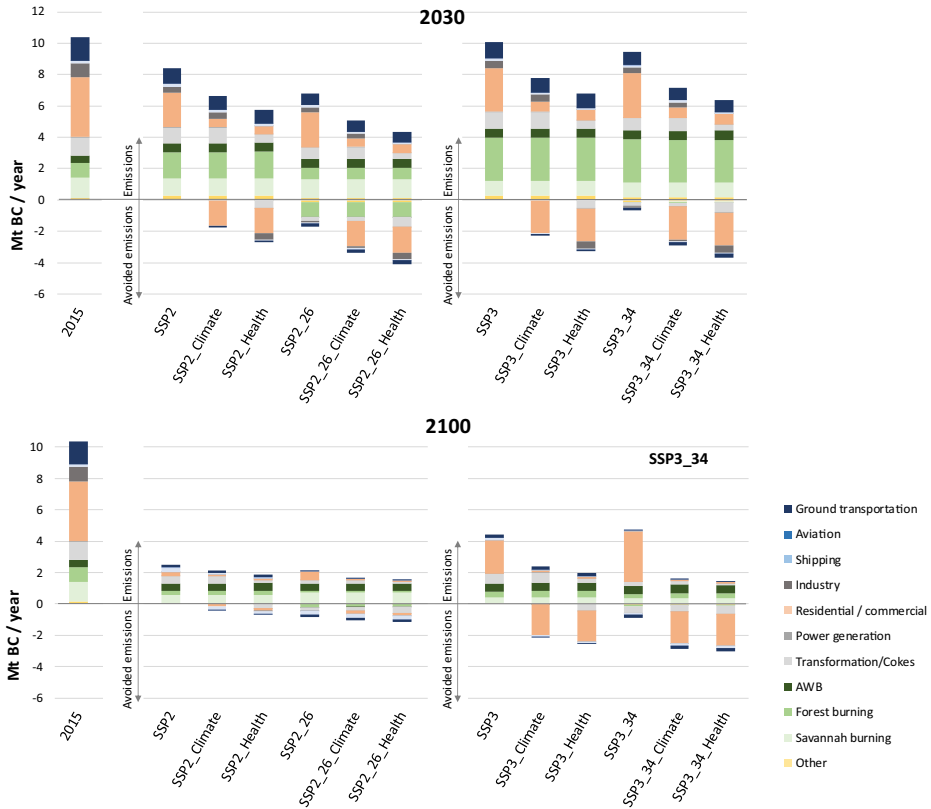 2030
12
10
8
6
4
2
0
-2
-4
-6
Mt BC / year
Emissions
Avoided emissions
Emissions
Avoided emissions
2015
SSP2
SSP2_Climate
SSP2_Health
SSP2_26
SSP2_26_Climate
SSP2_26_Health
SSP3
SSP3_Climate
SSP3_Health
SSP3_34
SSP3_34_Climate
SSP3_34_Health
2100
SSP3_34
10
8
6
4
2
0
-2
-4
-6
Mt BC / year
Emissions
Avoided emissions
Emissions
Avoided emissions
2015
SSP2
SSP2_Climate
SSP2_Health
SSP2_26
SSP2_26_Climate
SSP2_26_Health
SSP3
SSP3_Climate
SSP3_Health
SSP3_34
SSP3_34_Climate
SSP3_34_Health
Ground transportation
Aviation
Shipping
Industry
Residential / commercial
Power generation
Transformation/Cokes
AWB
Forest burning
Savannah burning
Other